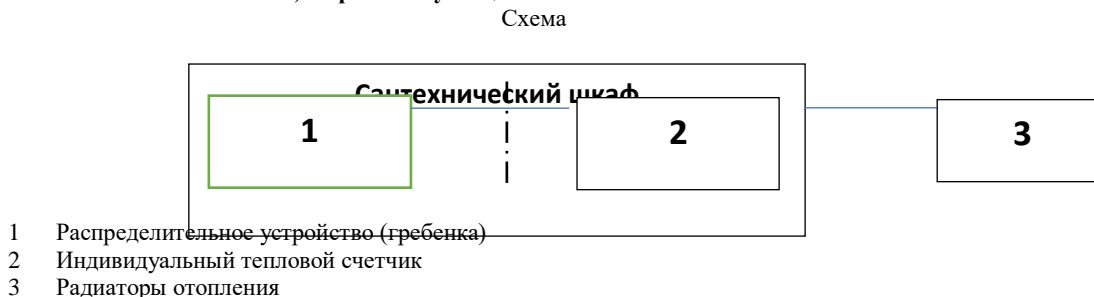 Схема
Сантехнический шкаф
1 2 3
1 Распределительное устройство (гребенка)
2 Индивидуальный тепловой счетчик
3 Радиаторы отопления